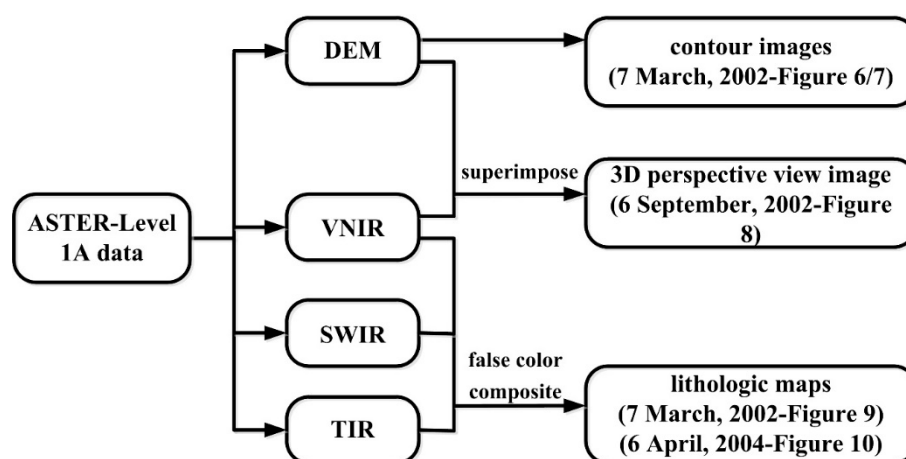 DEM
contour images
(7 March, 2002-Figure 6/7)
superimpose
3D perspective view image
(6 September, 2002-Figure
8)
ASTER-Level
1A data
VNIR
SWIR
false color
composite
lithologic maps
(7 March, 2002-Figure 9)
(6 April, 2004-Figure 10)
TIR